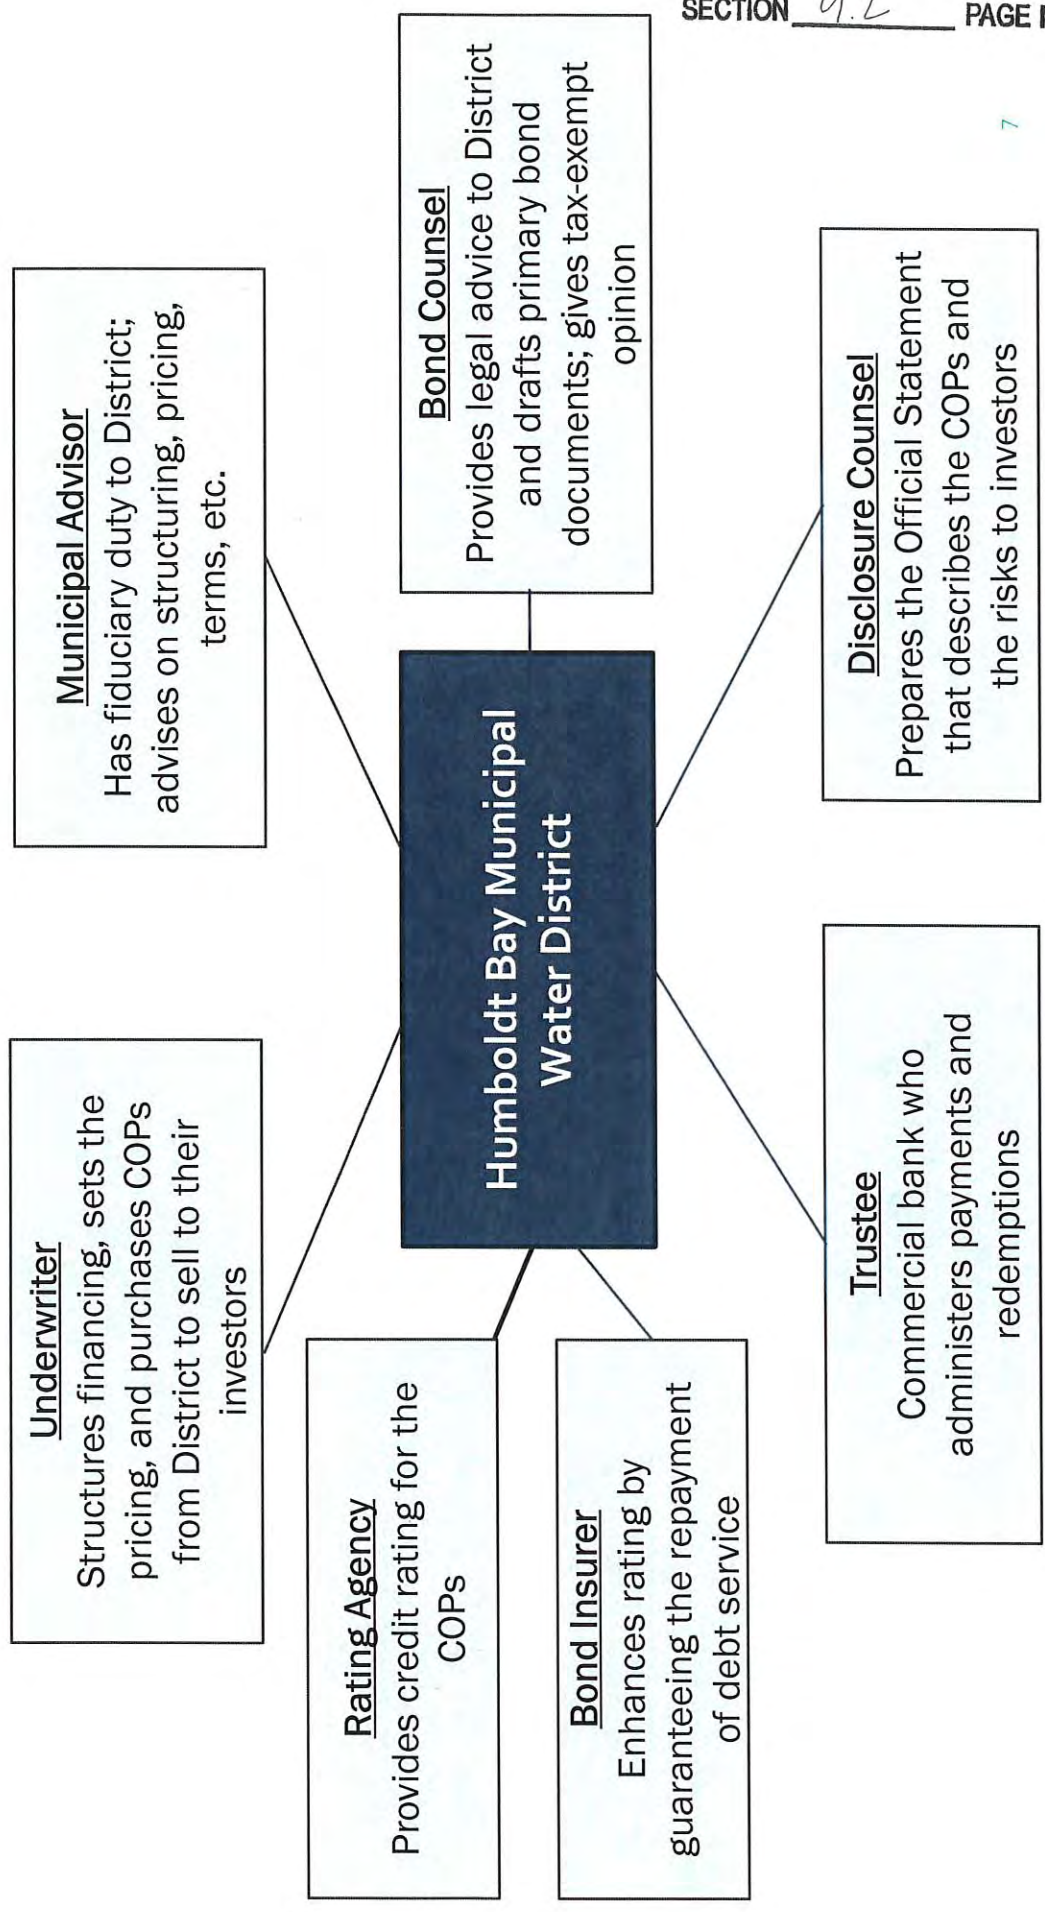 SECTION 9.2 PAGE
Underwriter
Structures financing, sets the
pricing, and purchases COPs
from District to sell to their
investors
Municipal Advisor
Has fiduciary duty to District;
advises on structuring, pricing,
terms, etc.
Rating Agency
Provides credit rating for the
COPs
Humboldt Bay Municipal
Water District
Bond Counsel
Provides legal advice to District
and drafts primary bond
documents; gives tax-exempt
opinion
Bond Insurer
Enhances rating by
guaranteeing the repayment
of debt service
Trustee
Commercial bank who
administers payments and
redemptions
Disclosure Counsel
Prepares the Official Statement
that describes the COPs and
the risks to investors
7